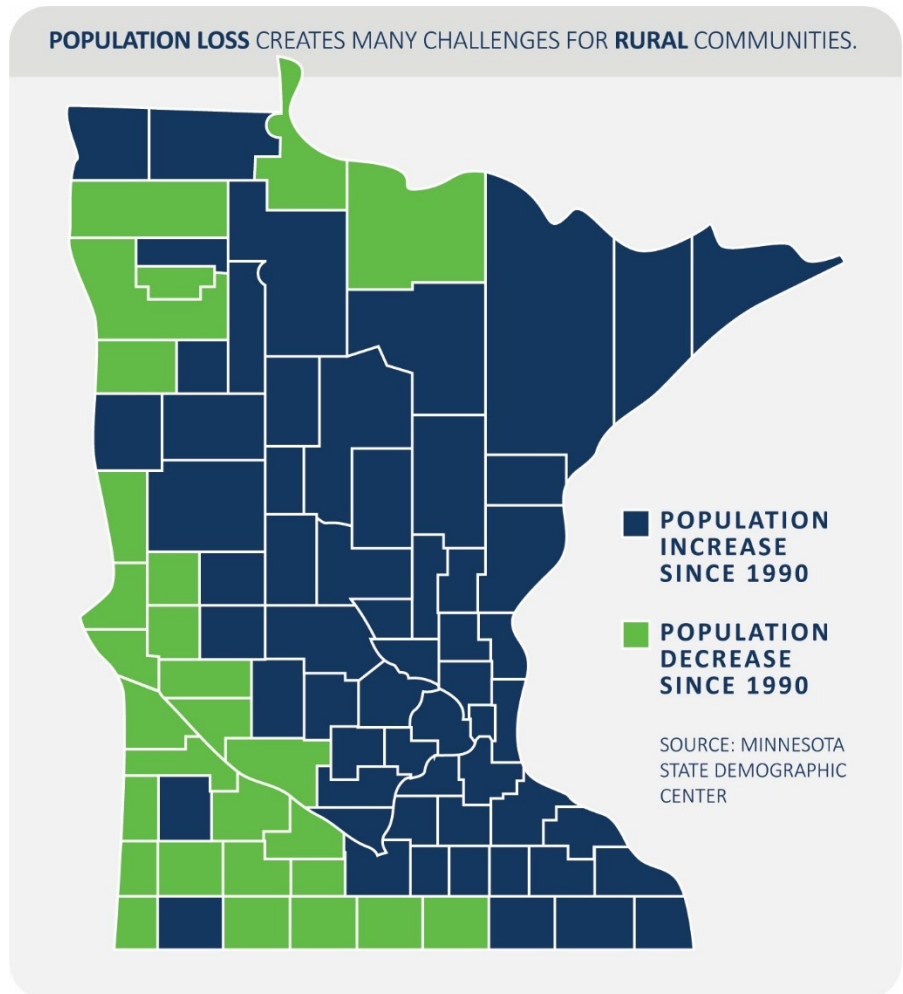 POPULATION LOSS CREATES MANY CHALLENGES FOR RURAL COMMUNITIES.
POPULATION
INCREASE
SINCE 1990
POPULATION
DECREASE
SINCE 1990
SOURCE: MINNESOTA
STATE DEMOGRAPHIC
CENTER